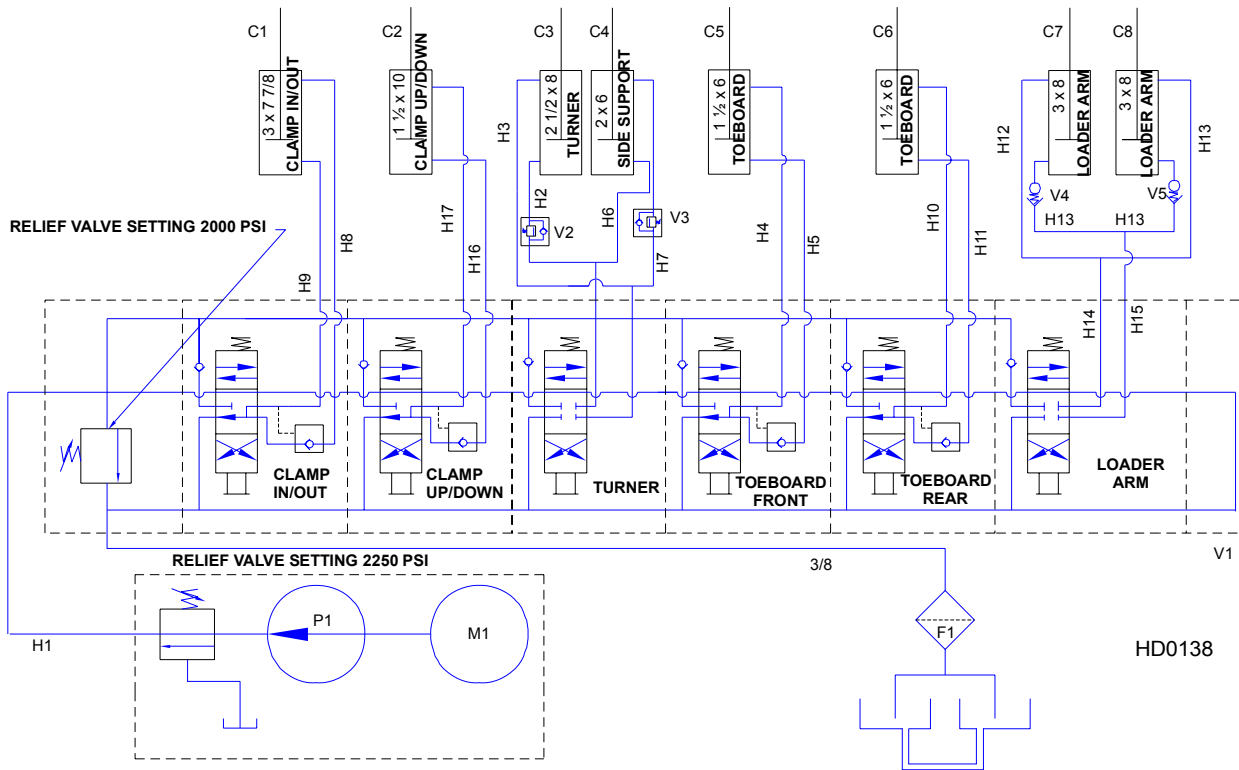 C1
C2
C3
C4
C5
C6
C7
C8
3 x 7 7/8
CLAMP IN/OUT
1 ½ x 10
CLAMP UP/DOWN
2 1/2 x 8
TURNER
2 x 6
SIDE SUPPORT
1 ½ x 6
TOEBOARD
1 ½ x 6
TOEBOARD
3 x 8
LOADER ARM
3 x 8
LOADER ARM
H3
H12
H13
H2
H6
V2
V3
V4
V5
H13
H13
RELIEF VALVE SETTING 2000 PSI
H8
H9
H17
H16
H7
H4
H5
H10
H11
H14
H15
CLAMP
IN/OUT
CLAMP
UP/DOWN
TURNER
TOEBOARD
FRONT
TOEBOARD
REAR
LOADER
ARM
RELIEF VALVE SETTING 2250 PSI
3/8
V1
H1
P1
M1
F1
HD0138